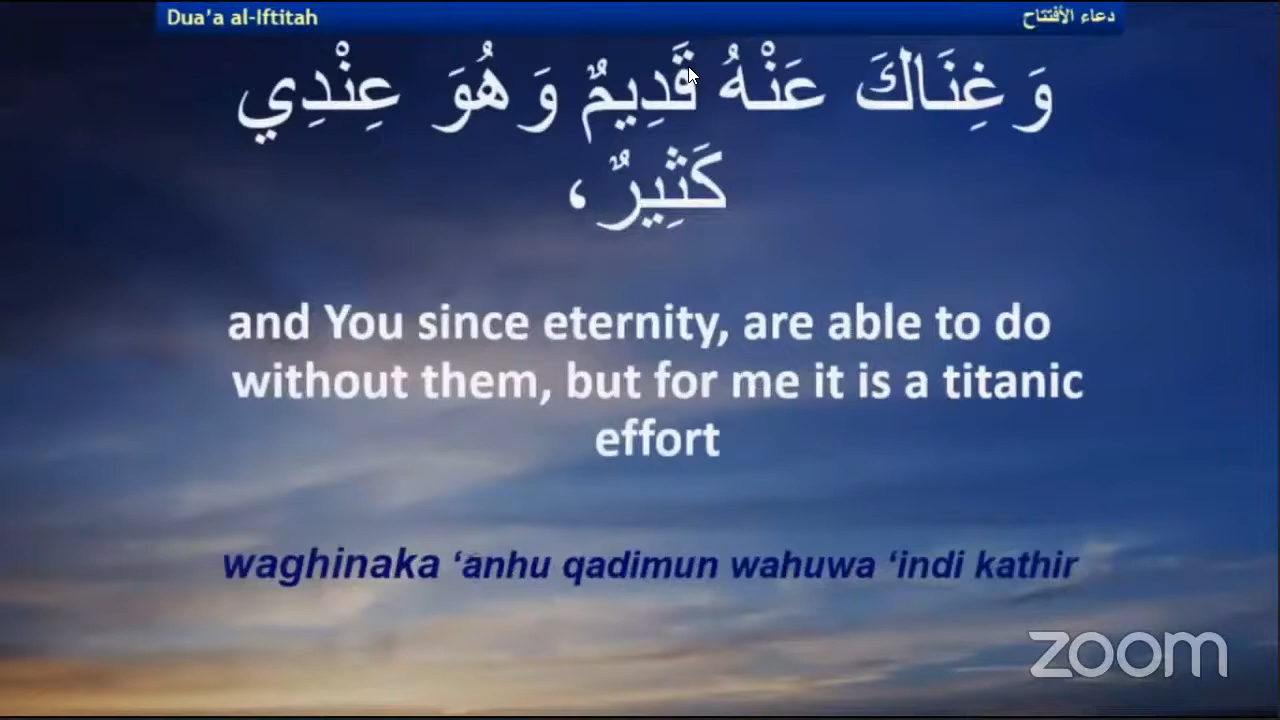 Dua'a al-Iftitah دعاء الأفتتاح
وَ غِنَاكَ عَنْهُ قَدِيمٌ وَ هُوَ عِنْدِي
كَثِيرٌ،
and You since eternity, are able to do
without them, but for me it is a titanic
effort
waghinaka ‘anhu qadimun wahuwa ‘indi kathir
zoom